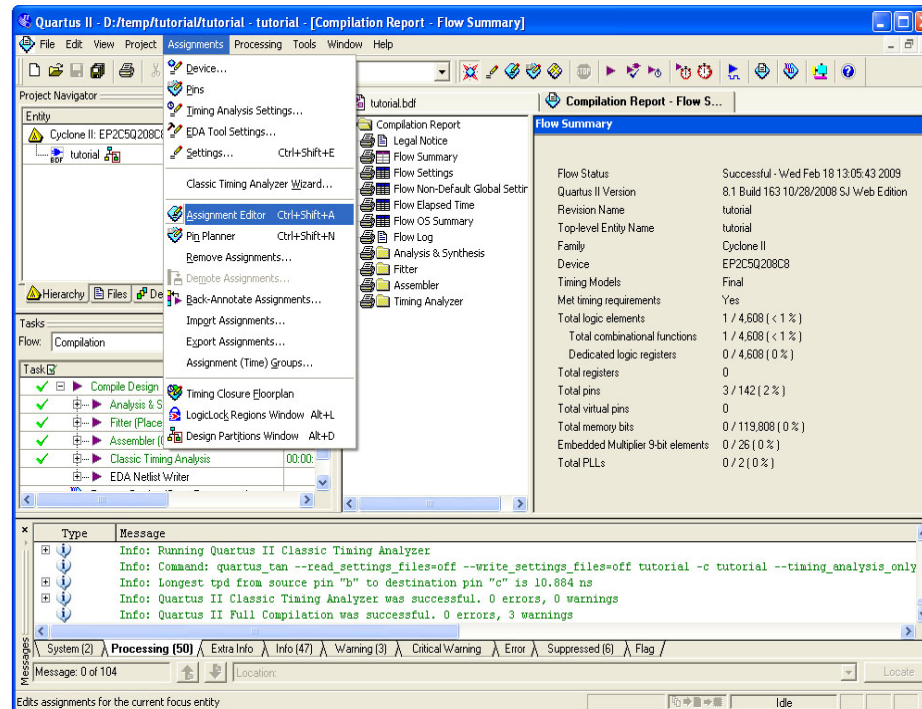 Quartus II - D:/temp/tutorial/tutorial - tutorial - [Compilation Report - Flow Summary]
File Edit View Project Assignments Processing Tools Window Help
Project Navigator
Entity
Cyclone II: EP2C5Q208C8
tutorial
Hierarchy Files De
Tasks
Flow: Compilation
Task
Compile Design
Analysis & S
Fitter (Place
Assembler (
Classic Timing Analysis 00:00:
EDA Netlist Writer
Device...
Pins
Timing Analysis Settings...
EDA Tool Settings...
Settings... Ctrl+Shift+E
Classic Timing Analyzer Wizard...
Assignment Editor Ctrl+Shift+A
Pin Planner Ctrl+Shift+N
Remove Assignments...
Demote Assignments...
Back-Annotate Assignments...
Import Assignments...
Export Assignments...
Assignment (Time) Groups...
Timing Closure Floorplan
LogicLock Regions Window Alt+L
Design Partitions Window Alt+D
tutorial.bdf
Compilation Report - Flow S...
Compilation Report
Legal Notice
Flow Summary
Flow Settings
Flow Non-Default Global Settir
Flow Elapsed Time
Flow OS Summary
Flow Log
Analysis & Synthesis
Fitter
Assembler
Timing Analyzer
Flow Summary
Flow Status Successful - Wed Feb 18 13:05:43 2009
Quartus II Version 8.1 Build 163 10/28/2008 SJ Web Edition
Revision Name tutorial
Top-level Entity Name tutorial
Family Cyclone II
Device EP2C5Q208C8
Timing Models Final
Met timing requirements Yes
Total logic elements 1 / 4,608 ( < 1 % )
Total combinational functions 1 / 4,608 ( < 1 % )
Dedicated logic registers 0 / 4,608 ( 0 % )
Total registers 0
Total pins 3 / 142 ( 2 % )
Total virtual pins 0
Total memory bits 0 / 119,808 ( 0 % )
Embedded Multiplier 9-bit elements 0 / 26 ( 0 % )
Total PLLs 0 / 2 ( 0 % )
Type Message
Info: Running Quartus II Classic Timing Analyzer
Info: Command: quartus_tan --read_settings_files=off --write_settings_files=off tutorial -c tutorial --timing_analysis_only
Info: Longest tpd from source pin "b" to destination pin "c" is 10.884 ns
Info: Quartus II Classic Timing Analyzer was successful. 0 errors, 0 warnings
Info: Quartus II Full Compilation was successful. 0 errors, 3 warnings
System (2) Processing (50) Extra Info Info (47) Warning (3) Critical Warning Error Suppressed (6) Flag
Messages
Message: 0 of 104 Location: Locate
Edits assignments for the current focus entity Idle